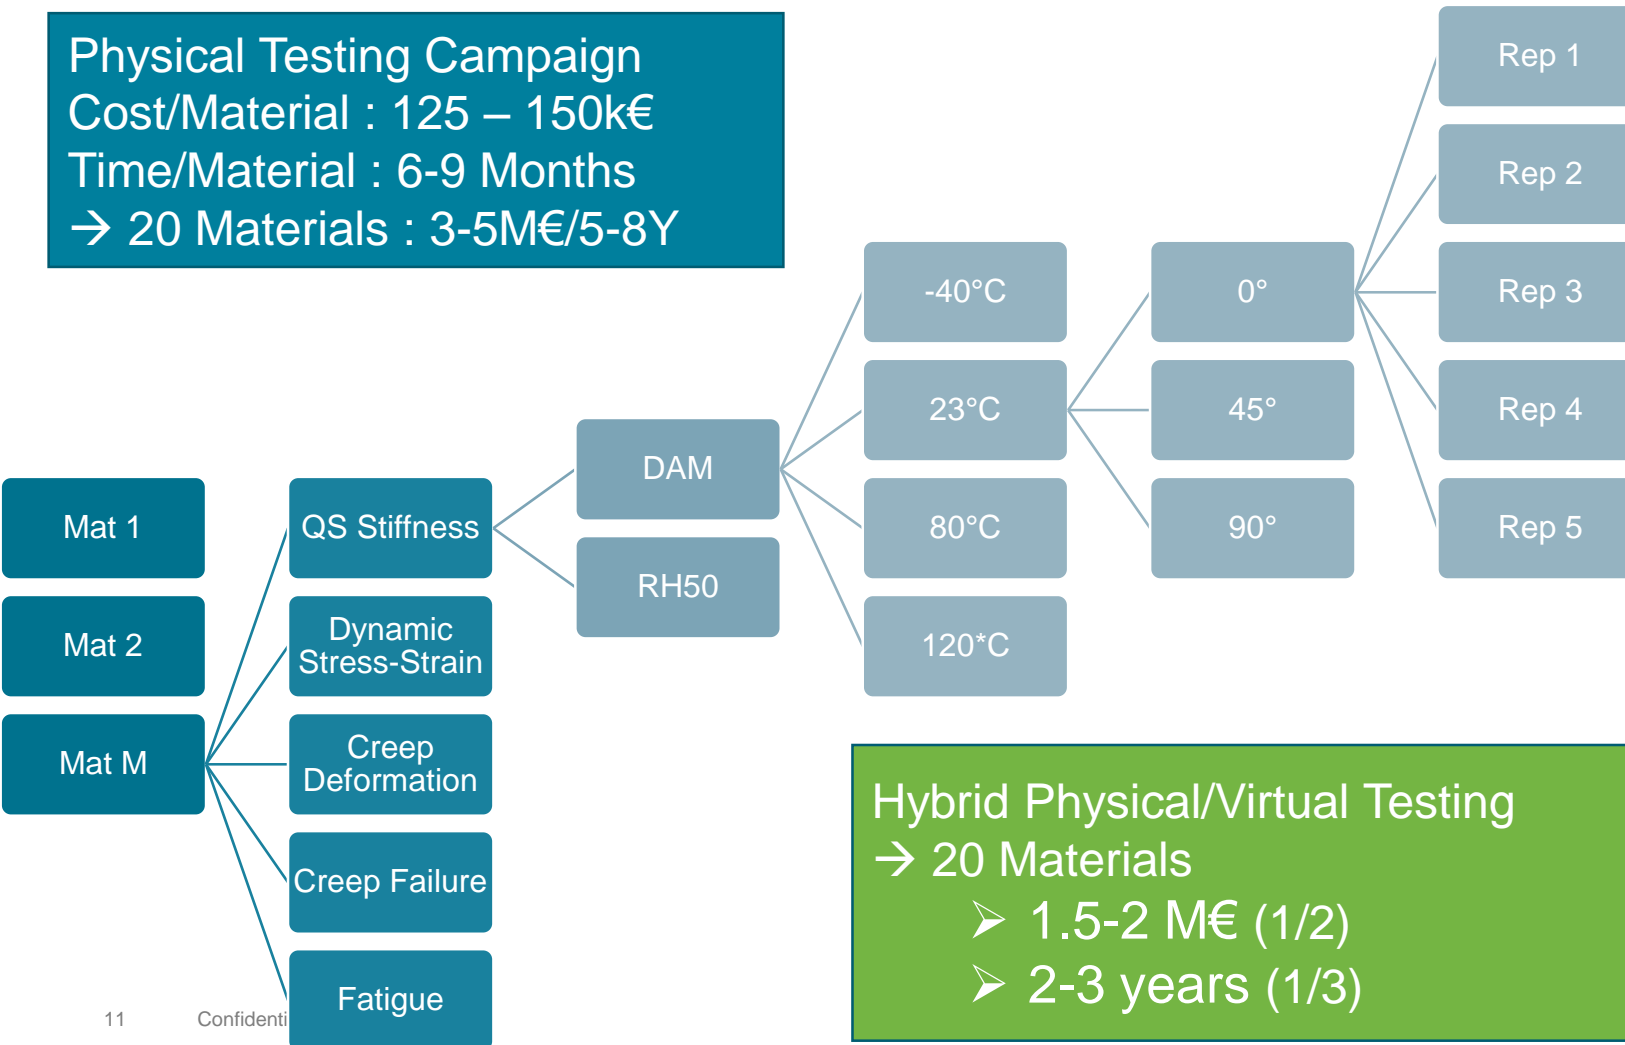 Physical Testing Campaign
Cost/Material : 125 – 150k€
Time/Material : 6-9 Months
→ 20 Materials : 3-5M€/5-8Y
Mat 1
Mat 2
Mat M
QS Stiffness
Dynamic
Stress-Strain
Creep
Deformation
Creep Failure
Fatigue
DAM
RH50
-40°C
23°C
80°C
120*C
0°
45°
90°
Rep 1
Rep 2
Rep 3
Rep 4
Rep 5
Hybrid Physical/Virtual Testing
→ 20 Materials
➢ 1.5-2 M€ (1/2)
➢ 2-3 years (1/3)
11 Confidenti